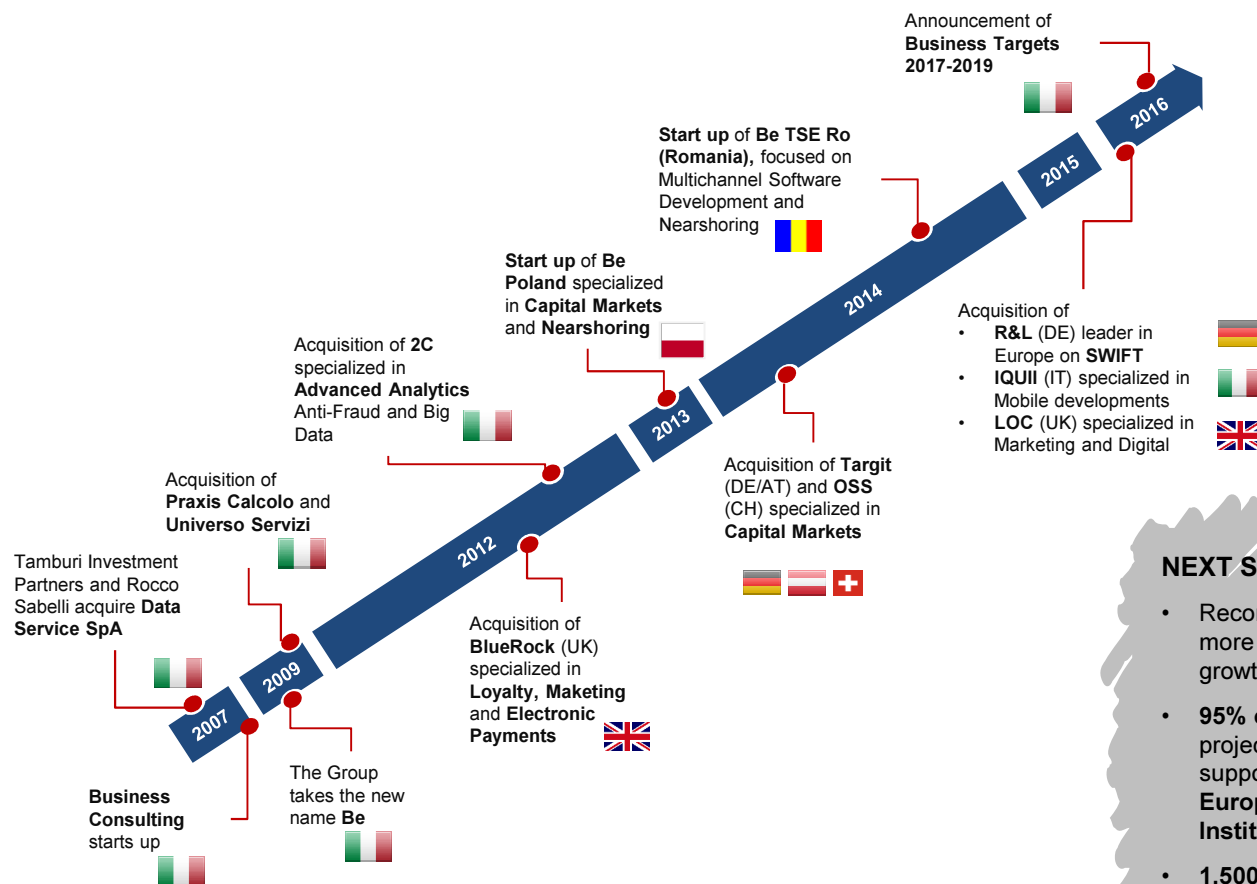 Announcement of
Business Targets
2017-2019
2016
Start up of Be TSE Ro
(Romania), focused on
Multichannel Software
Development and
Nearshoring
2015
Start up of Be
Poland specialized
in Capital Markets
and Nearshoring
2014
Acquisition of
• R&L (DE) leader in
Europe on SWIFT
• IQUII (IT) specialized in
Mobile developments
• LOC (UK) specialized in
Marketing and Digital
Acquisition of 2C
specialized in
Advanced Analytics
Anti-Fraud and Big
Data
2013
Acquisition of Targit
(DE/AT) and OSS
(CH) specialized in
Capital Markets
Acquisition of
Praxis Calcolo and
Universo Servizi
2012
Tamburi Investment
Partners and Rocco
Sabelli acquire Data
Service SpA
Acquisition of
BlueRock (UK)
specialized in
Loyalty, Maketing
and Electronic
Payments
2009
2007
The Group
takes the new
name Be
Business
Consulting
starts up
NEXT
•
more
growth
• 95%
•
1.500